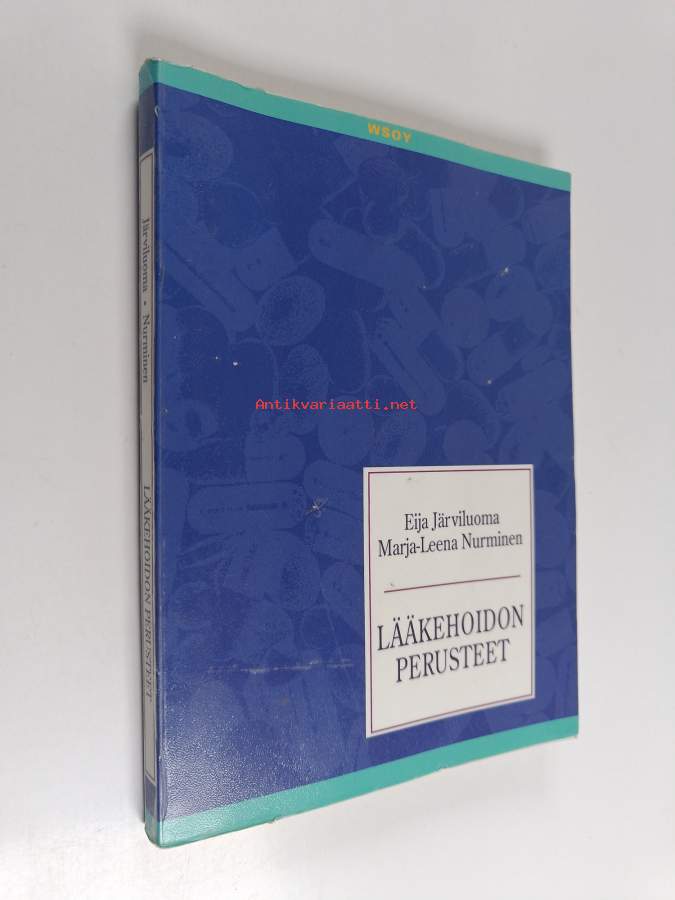 WSOY
Järviluoma • Nurminen
LÄÄKEHOIDON PERUSTEET
Antikvariaatti.net
Eija Järviluoma
Marja-Leena Nurminen
LÄÄKEHOIDON
PERUSTEET